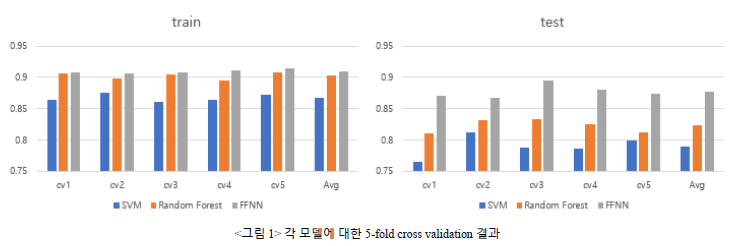 train
0.95
0.9
0.85
0.8
0.75
cv1 cv2 cv3 cv4 cv5 Avg
SVM Random Forest FFNN
test
0.95
0.9
0.85
0.8
0.75
cv1 cv2 cv3 cv4 cv5 Avg
SVM Random Forest FFNN
<그림 1> 각 모델에 대한 5-fold cross validation 결과